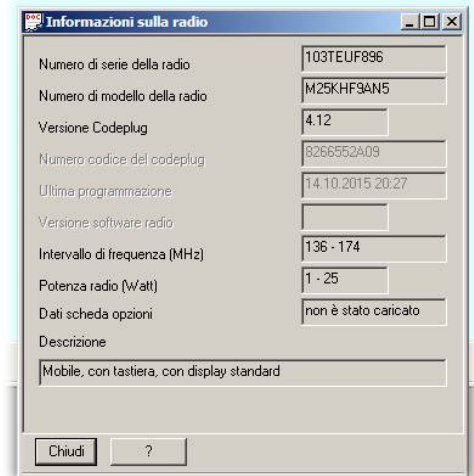 Informazioni sulla radio
Numero di serie della radio 103TEUF896
Numero di modello della radio M25KHF9AN5
Versione Codeplug 4.12
Numero codice del codeplug 8266552A09
Ultima programmazione 14.10.2015 20:27
Versione software radio
Intervallo di frequenza (MHz) 136 - 174
Potenza radio (Watt) 1 - 25
Dati scheda opzioni non è stato caricato
Descrizione
Mobile, con tastiera, con display standard
Chiudi ?